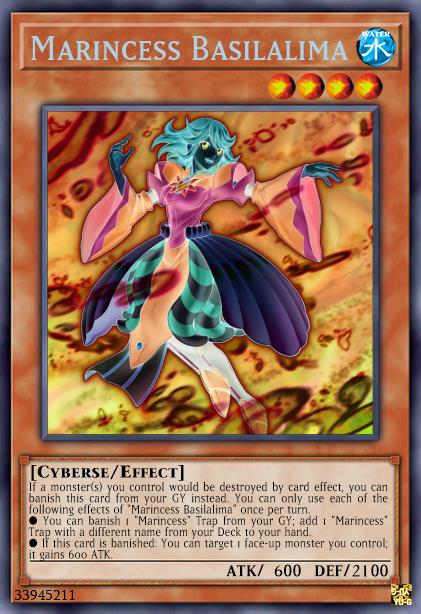 Marincess Basilalima
WATER
水
[Cyberse/Effect]
If a monster(s) you control would be destroyed by card effect, you can
banish this card from your GY instead. You can only use each of the
following effects of "Marincess Basilalima" once per turn.
● You can banish 1 "Marincess" Trap from your GY; add 1 "Marincess"
Trap with a different name from your Deck to your hand.
● If this card is banished: You can target 1 face-up monster you control;
it gains 600 ATK.
ATK/ 600 DEF/2100
33945211